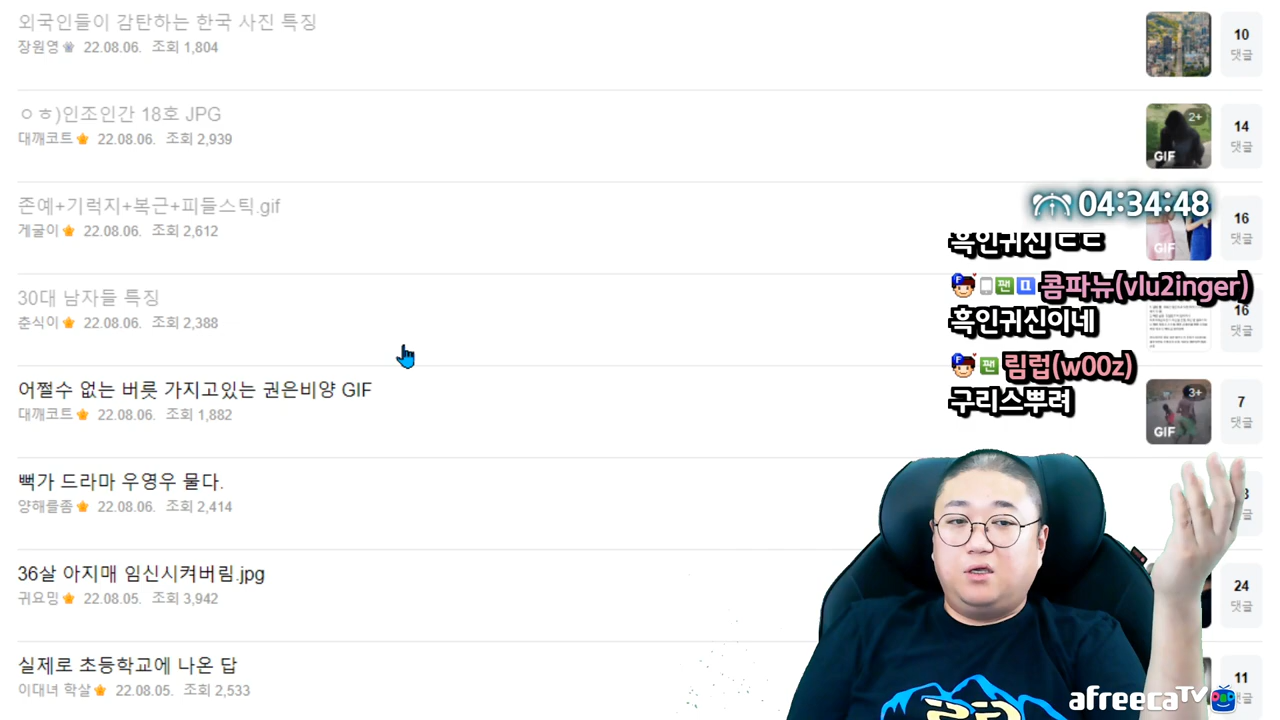 외국인들이 감탄하는 한국 사진 특징
장원영 22.08.06. 조회 1,804
10
댓글
ㅇㅎ)인조인간 18호 JPG
대깨코트 22.08.06. 조회 2,939
2+
GIF
14
댓글
존예+기럭지+복근+피들스틱.gif
게굴이 22.08.06. 조회 2,612
GIF
16
댓글
04:34:48
흑인귀신 ㄷㄷ
30대 남자들 특징
춘식이 22.08.06. 조회 2,388
16
댓글
팬
콤파뉴(vlu2inger)
흑인귀신이네
팬
림럽(w00z)
구리스뿌려
어쩔수 없는 버릇 가지고있는 권은비양 GIF
대깨코트 22.08.06. 조회 1,882
3+
GIF
7
댓글
뻑가 드라마 우영우 물다.
양해를좀 22.08.06. 조회 2,414
글
36살 아지매 임신시켜버림.jpg
귀요밍 22.08.05. 조회 3,942
24
댓글
실제로 초등학교에 나온 답
이대녀 학살 22.08.05. 조회 2,533
11
댓글
afreecaTV